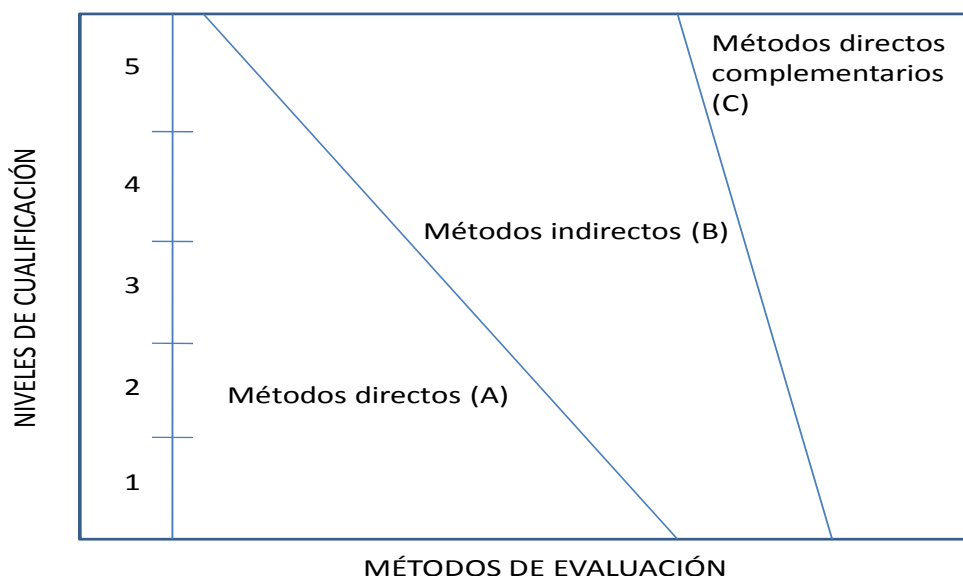 NIVELES DE CUALIFICACIÓN
5
4
3
2
1
Métodos directos
complementarios
(C)
Métodos indirectos (B)
Métodos directos (A)
MÉTODOS DE EVALUACIÓN